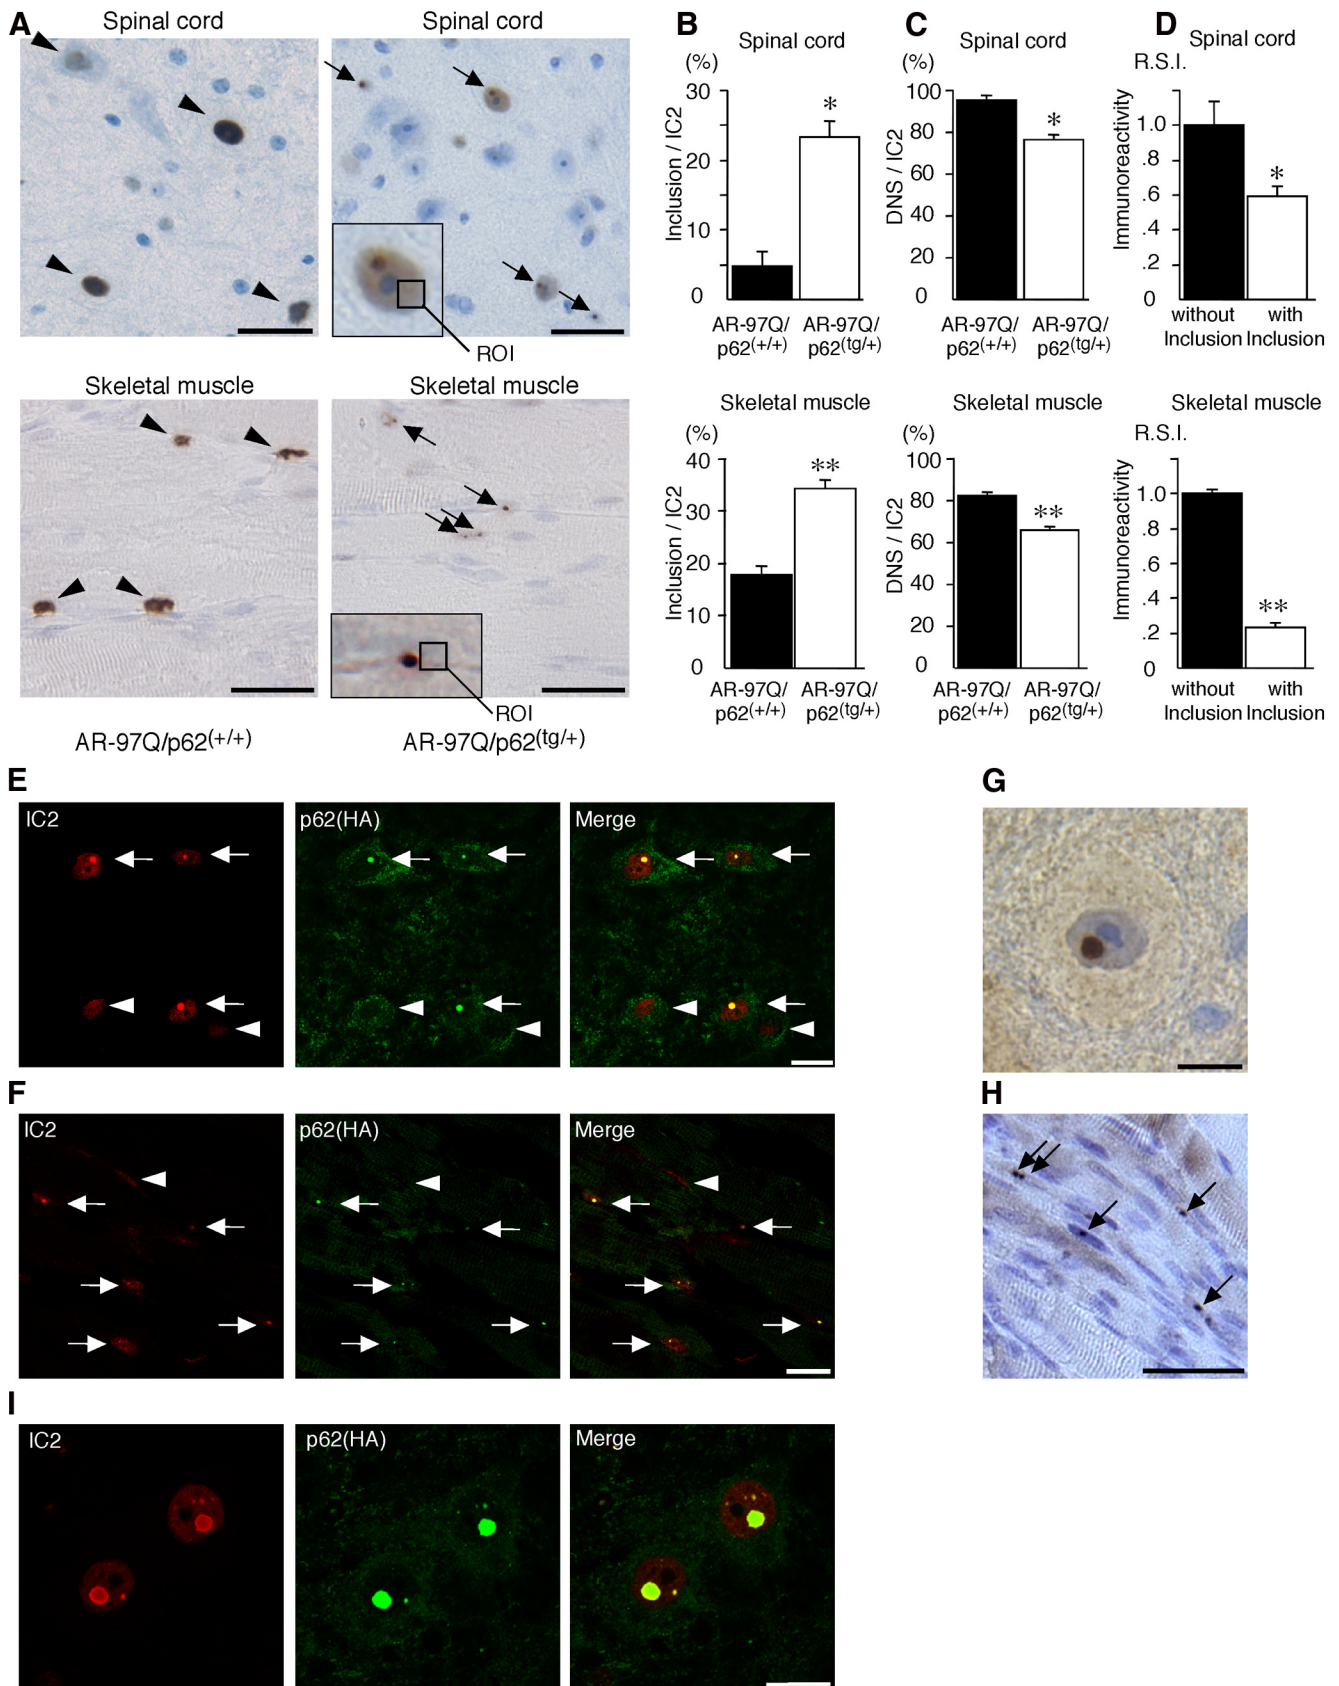 A
Spinal cord
Spinal cord
ROI
Skeletal muscle
Skeletal muscle
ROI
AR-97Q/p62(+/+)
AR-97Q/p62(tg/+)
B
Spinal cord
(%)
Inclusion / IC2
30
20
10
0
*
AR-97Q/ AR-97Q/
p62(+/+) p62(tg/+)
Skeletal muscle
(%)
Inclusion / IC2
40
30
20
10
0
**
AR-97Q/ AR-97Q/
p62(+/+) p62(tg/+)
C
Spinal cord
(%)
DNS / IC2
100
80
60
40
20
0
*
AR-97Q/ AR-97Q/
p62(+/+) p62(tg/+)
Skeletal muscle
(%)
DNS / IC2
100
80
60
40
20
0
**
AR-97Q/ AR-97Q/
p62(+/+) p62(tg/+)
D
Spinal cord
R.S.I.
Immunoreactivity
1.0
.8
.6
.4
.2
0
*
without with
Inclusion Inclusion
Skeletal muscle
R.S.I.
Immunoreactivity
1.0
.8
.6
.4
.2
0
**
without with
Inclusion Inclusion
E
IC2
p62(HA)
Merge
F
IC2
p62(HA)
Merge
G
H
I
IC2
p62(HA)
Merge